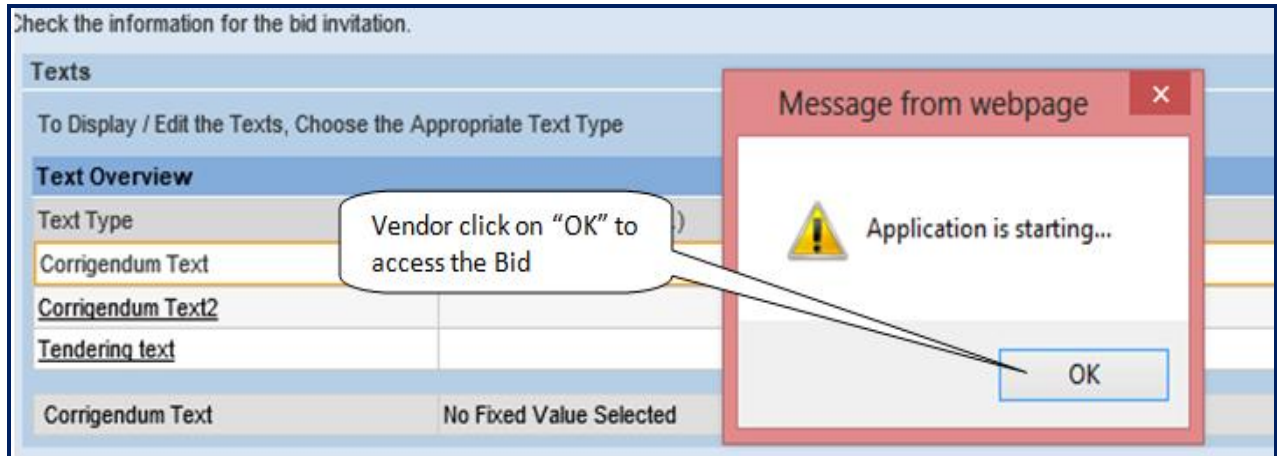 Check the information for the bid invitation.
Texts
To Display / Edit the Texts, Choose the Appropriate Text Type
Text Overview
Text Type
.)
Corrigendum Text
Corrigendum Text2
Tendering text
Corrigendum Text No Fixed Value Selected
Vendor click on “OK” to
access the Bid
Message from webpage
Application is starting...
OK